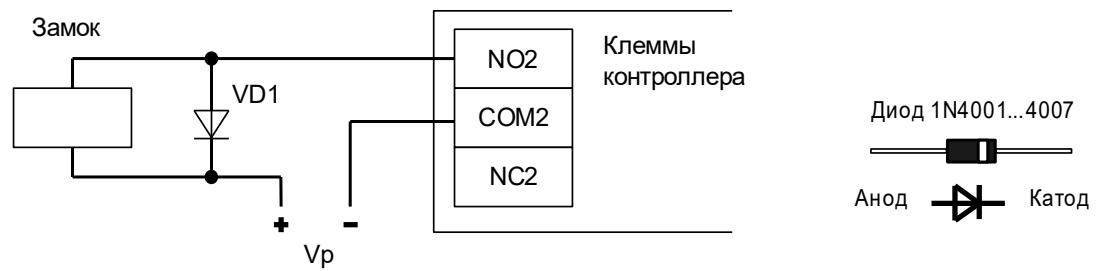 Замок
VD1
+
-
Vp
NO2
COM2
NC2
Клеммы
контроллера
Диод 1N4001...4007
Анод
Катод